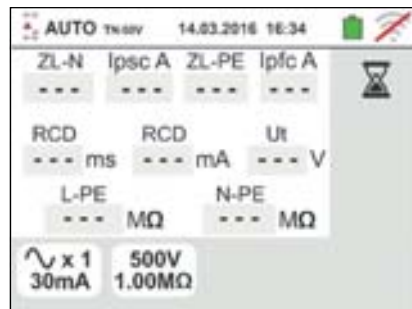 AUTO TN 50V 14.03.2016 16:34
ZL-N Ipsc A ZL-PE Ipfc A
- - - - - - - - - - - -
RCD RCD Ut
- - - ms - - - mA - - - V
L-PE N-PE
- - - MΩ - - - MΩ
x 1 500V
30mA 1.00MΩ